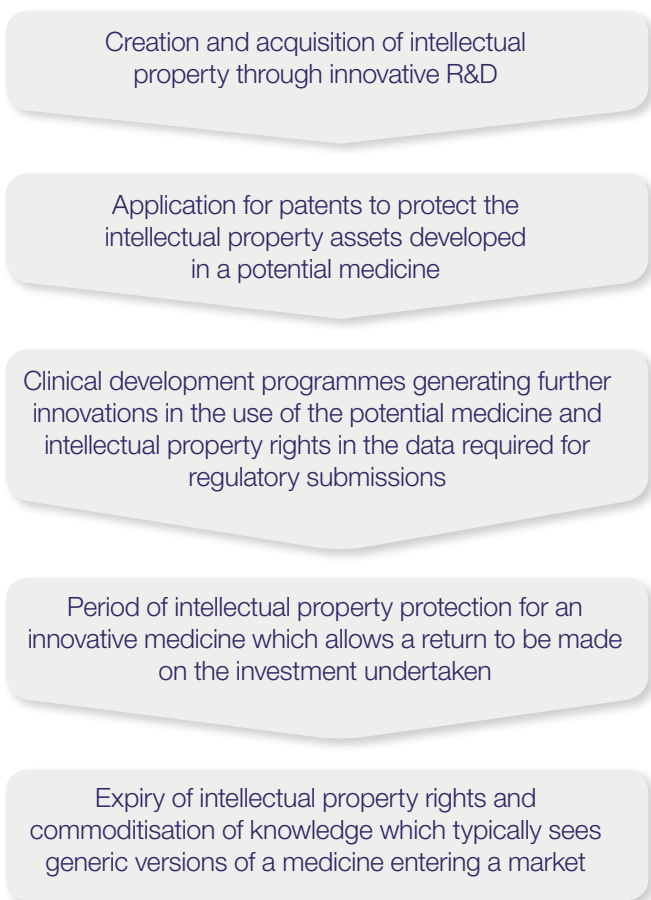 Creation and acquisition of intellectual
property through innovative R&D
Application for patents to protect the
intellectual property assets developed
in a potential medicine
Clinical development programmes generating further
innovations in the use of the potential medicine and
intellectual property rights in the data required for
regulatory submissions
Period of intellectual property protection for an
innovative medicine which allows a return to be made
on the investment undertaken
Expiry of intellectual property rights and
commoditisation of knowledge which typically sees
generic versions of a medicine entering a market